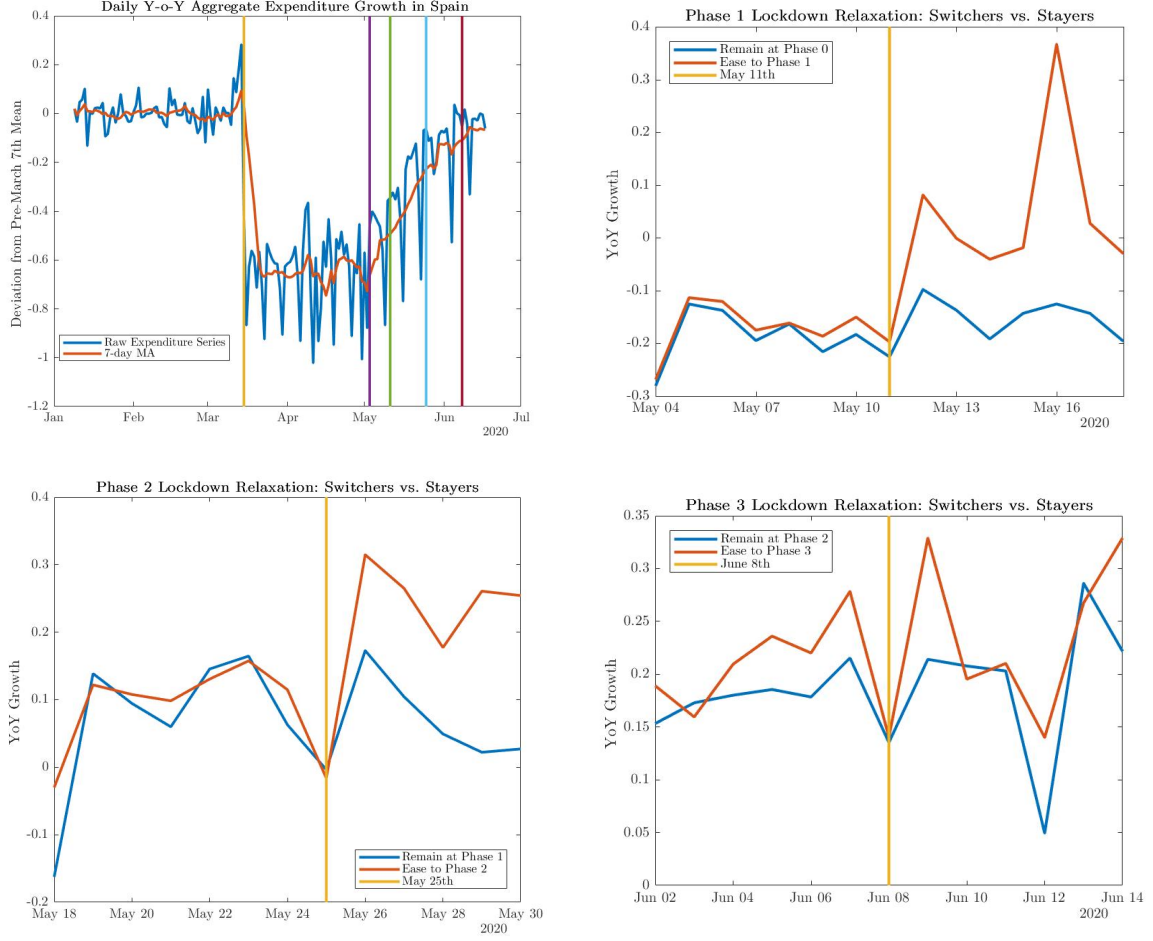 Daily Y-o-Y Aggregate Expenditure Growth in Spain
Deviation from Pre-March 7th Mean
0.4
0.2
0
-0.2
-0.4
-0.6
-0.8
-1
-1.2
Raw Expenditure Series
7-day MA
Jan Feb Mar Apr May Jun Jul
2020
Phase 1 Lockdown Relaxation: Switchers vs. Stayers
YoY Growth
0.4
0.3
0.2
0.1
0
-0.1
-0.2
-0.3
Remain at Phase 0
Ease to Phase 1
May 11th
May 04 May 07 May 10 May 13 May 16
2020
Phase 2 Lockdown Relaxation: Switchers vs. Stayers
YoY Growth
0.4
0.3
0.2
0.1
0
-0.1
-0.2
Remain at Phase 1
Ease to Phase 2
May 25th
May 18 May 20 May 22 May 24 May 26 May 28 May 30
2020
Phase 3 Lockdown Relaxation: Switchers vs. Stayers
YoY Growth
0.35
0.3
0.25
0.2
0.15
0.1
0.05
0
Remain at Phase 2
Ease to Phase 3
June 8th
Jun 02 Jun 04 Jun 06 Jun 08 Jun 10 Jun 12 Jun 14
2020